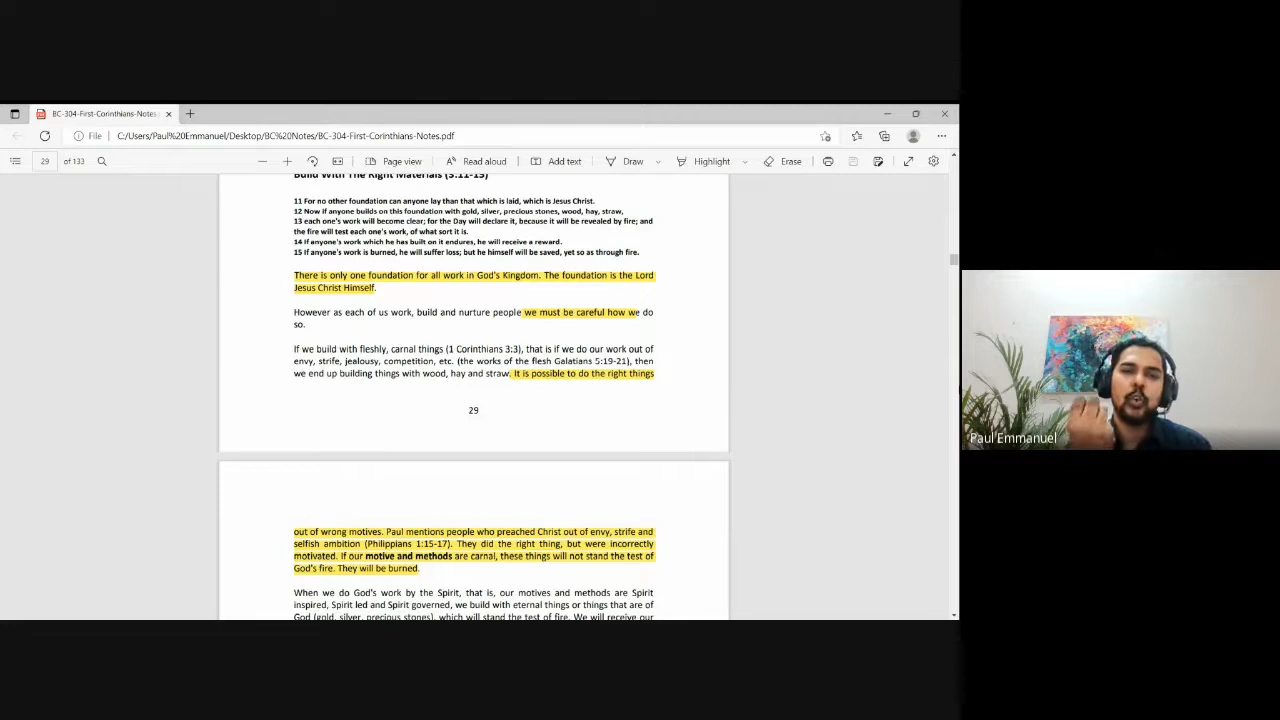 BC-304-First-Corinthians-Notes
File
C:/Users/Paul%20Emmanuel/Desktop/BC%20Notes/BC-304-First-Corinthians-Notes.pdf
29 of 133
Page view
Read aloud
Add text
Draw
Highlight
Erase
Build With The Right Materials (3:11-15)
11 For no other foundation can anyone lay than that which is laid, which is Jesus Christ.
12 Now if anyone builds on this foundation with gold, silver, precious stones, wood, hay, straw,
13 each one's work will become clear; for the Day will declare it, because it will be revealed by fire; and
the fire will test each one's work, of what sort it is.
14 If anyone's work which he has built on it endures, he will receive a reward.
15 If anyone's work is burned, he will suffer loss; but he himself will be saved, yet so as through fire.
There is only one foundation for all work in God's Kingdom. The foundation is the Lord
Jesus Christ Himself.
However as each of us work, build and nurture people we must be careful how we do
so.
If we build with fleshly, carnal things (1 Corinthians 3:3), that is if we do our work out of
envy, strife, jealousy, competition, etc. (the works of the flesh Galatians 5:19-21), then
we end up building things with wood, hay and straw. It is possible to do the right things
29
out of wrong motives. Paul mentions people who preached Christ out of envy, strife and
selfish ambition (Philippians 1:15-17). They did the right thing, but were incorrectly
motivated. If our motive and methods are carnal, these things will not stand the test of
God's fire. They will be burned.
When we do God's work by the Spirit, that is, our motives and methods are Spirit
inspired, Spirit led and Spirit governed, we build with eternal things or things that are of
God (gold, silver, precious stones), which will stand the test of fire. We will receive our
Paul Emmanuel